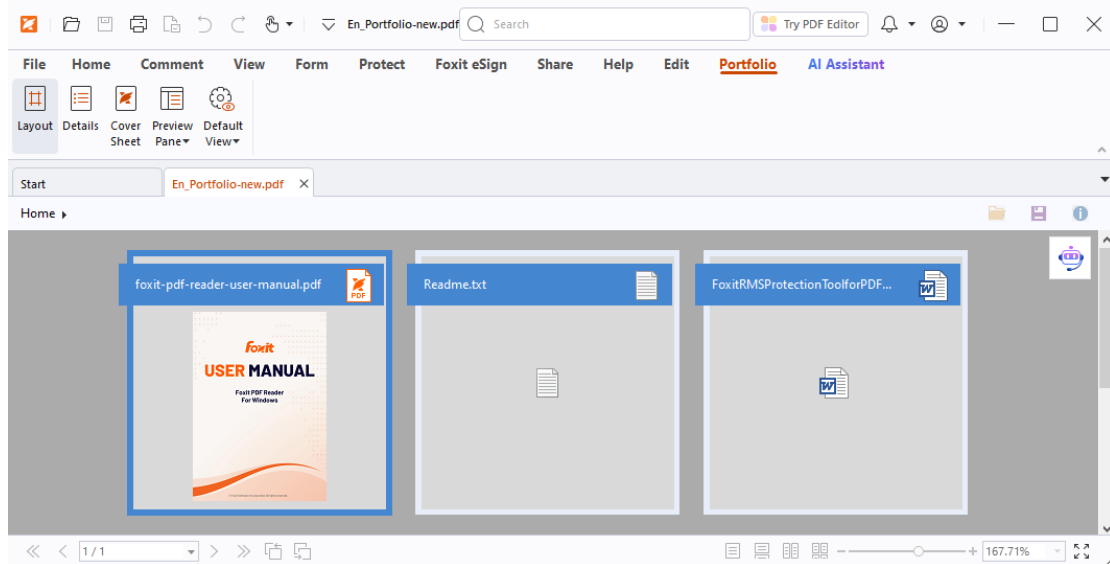 En_Portfolio-new.pdf
Search
Try PDF Editor
File Home Comment View Form Protect Foxit eSign Share Help Edit Portfolio AI Assistant
Layout Details Cover Preview Default
Sheet Pane View
Start En_Portfolio-new.pdf
Home
foxit-pdf-reader-user-manual.pdf PDF
Readme.txt
FoxitRMSProtectionToolforPDF... W
foxit
USER MANUAL
Foxit PDF Reader
For Windows
W
1 / 1
167.71%